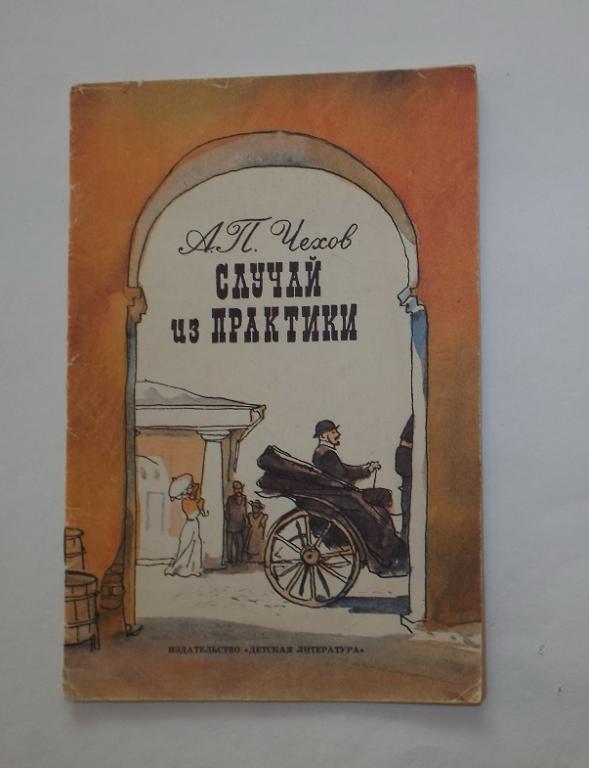 А.П. Чехов
СЛУЧАЙ
из ПРАКТИКИ
ИЗДАТЕЛЬСТВО «ДЕТСКАЯ ЛИТЕРАТУРА»